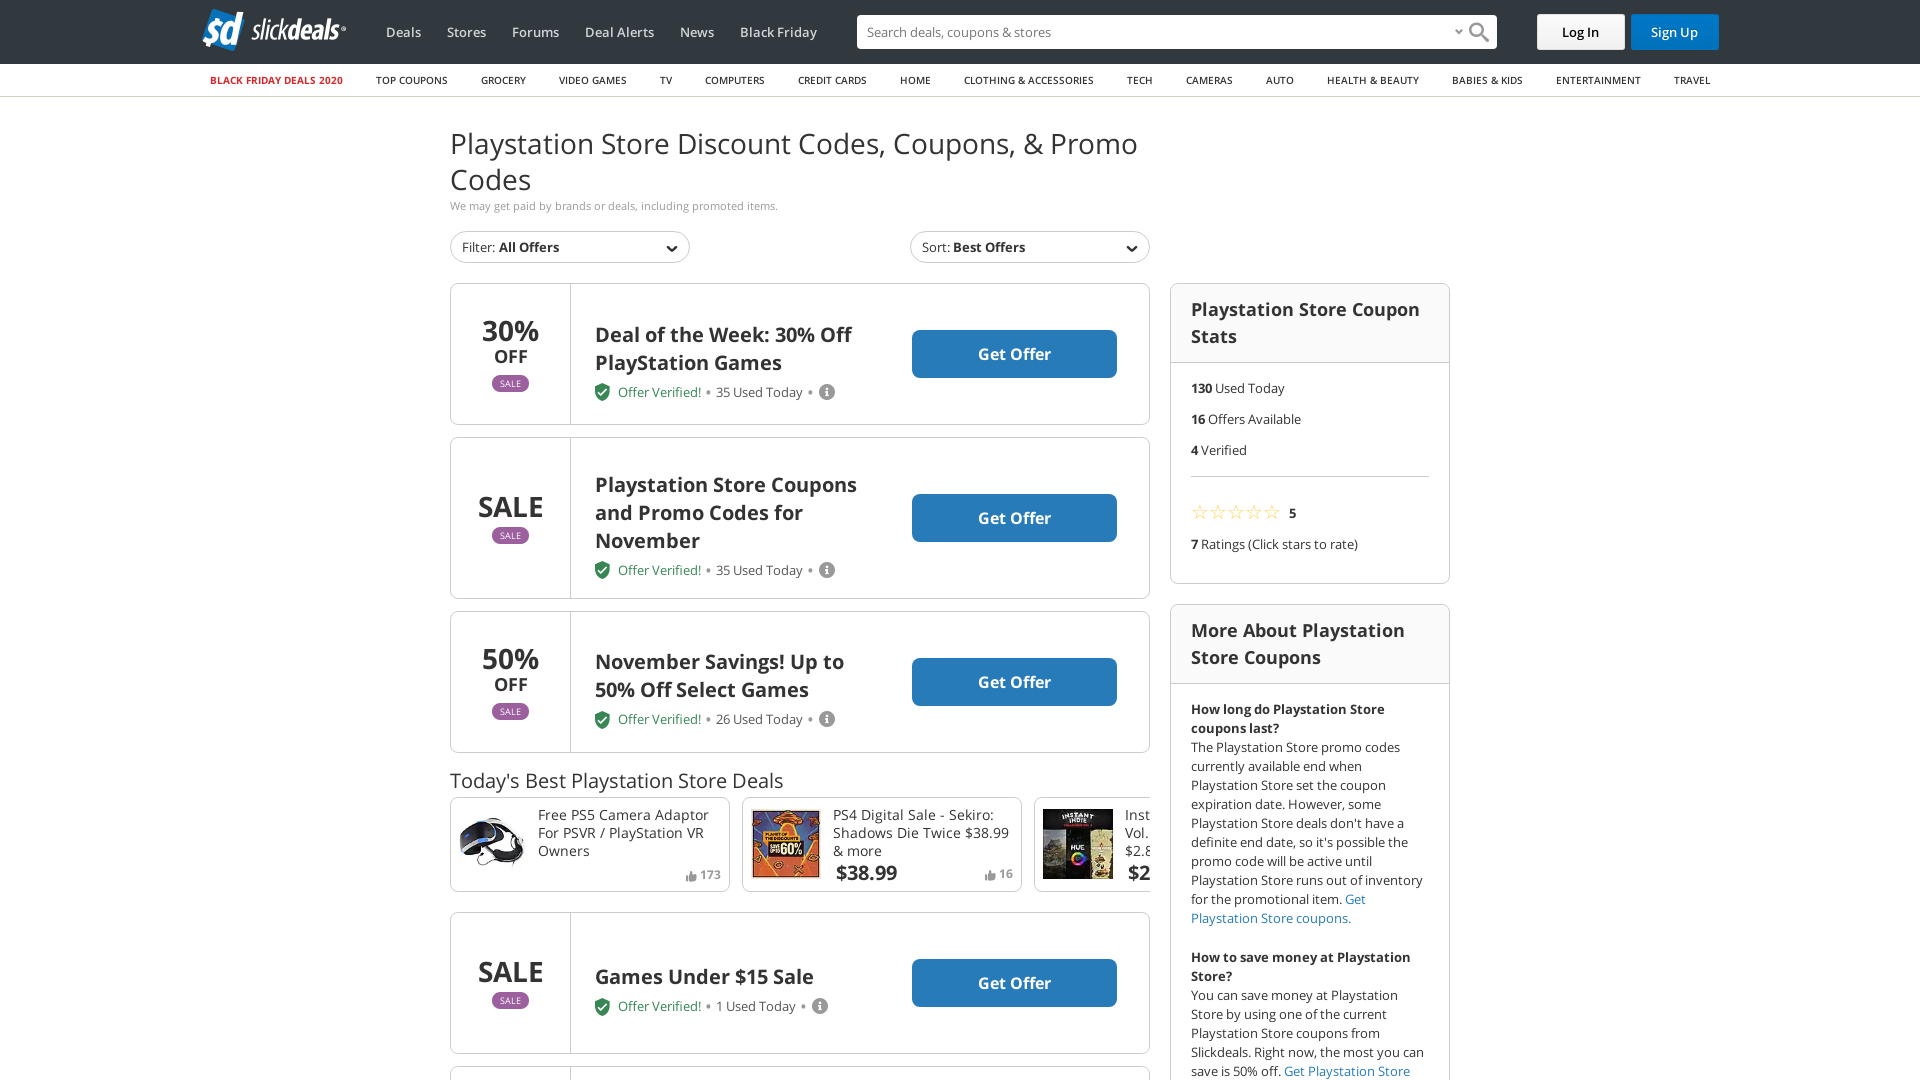 sd slickdeals
Deals
Stores
Forums
Deal Alerts
News
Black Friday
Search deals, coupons & stores
Log In
Sign Up
BLACK FRIDAY DEALS 2020
TOP COUPONS
GROCERY
VIDEO GAMES
TV
COMPUTERS
CREDIT CARDS
HOME
CLOTHING & ACCESSORIES
TECH
CAMERAS
AUTO
HEALTH & BEAUTY
BABIES & KIDS
ENTERTAINMENT
TRAVEL
Playstation Store Discount Codes, Coupons, & Promo
Codes
We may get paid by brands or deals, including promoted items.
Filter: All Offers
Sort: Best Offers
30%
OFF
SALE
Deal of the Week: 30% Off
PlayStation Games
Offer Verified! • 35 Used Today •
Get Offer
SALE
SALE
Playstation Store Coupons
and Promo Codes for
November
Offer Verified! • 35 Used Today •
Get Offer
50%
OFF
SALE
November Savings! Up to
50% Off Select Games
Offer Verified! • 26 Used Today •
Get Offer
Today's Best Playstation Store Deals
Free PS5 Camera Adaptor
For PSVR / PlayStation VR
Owners
173
PLANET OF
THE DISCOUNTS
SAVE UP TO 60%
PS4 Digital Sale - Sekiro:
Shadows Die Twice $38.99
& more
$38.99
16
INSTANT
INDIE
HUE
Inst
Vol.
$2.8
$2
SALE
SALE
Games Under $15 Sale
Offer Verified! • 1 Used Today •
Get Offer
Playstation Store Coupon
Stats
130 Used Today
16 Offers Available
4 Verified
5
7 Ratings (Click stars to rate)
More About Playstation
Store Coupons
How long do Playstation Store
coupons last?
The Playstation Store promo codes
currently available end when
Playstation Store set the coupon
expiration date. However, some
Playstation Store deals don't have a
definite end date, so it's possible the
promo code will be active until
Playstation Store runs out of inventory
for the promotional item. Get
Playstation Store coupons.
How to save money at Playstation
Store?
You can save money at Playstation
Store by using one of the current
Playstation Store coupons from
Slickdeals. Right now, the most you can
save is 50% off. Get Playstation Store